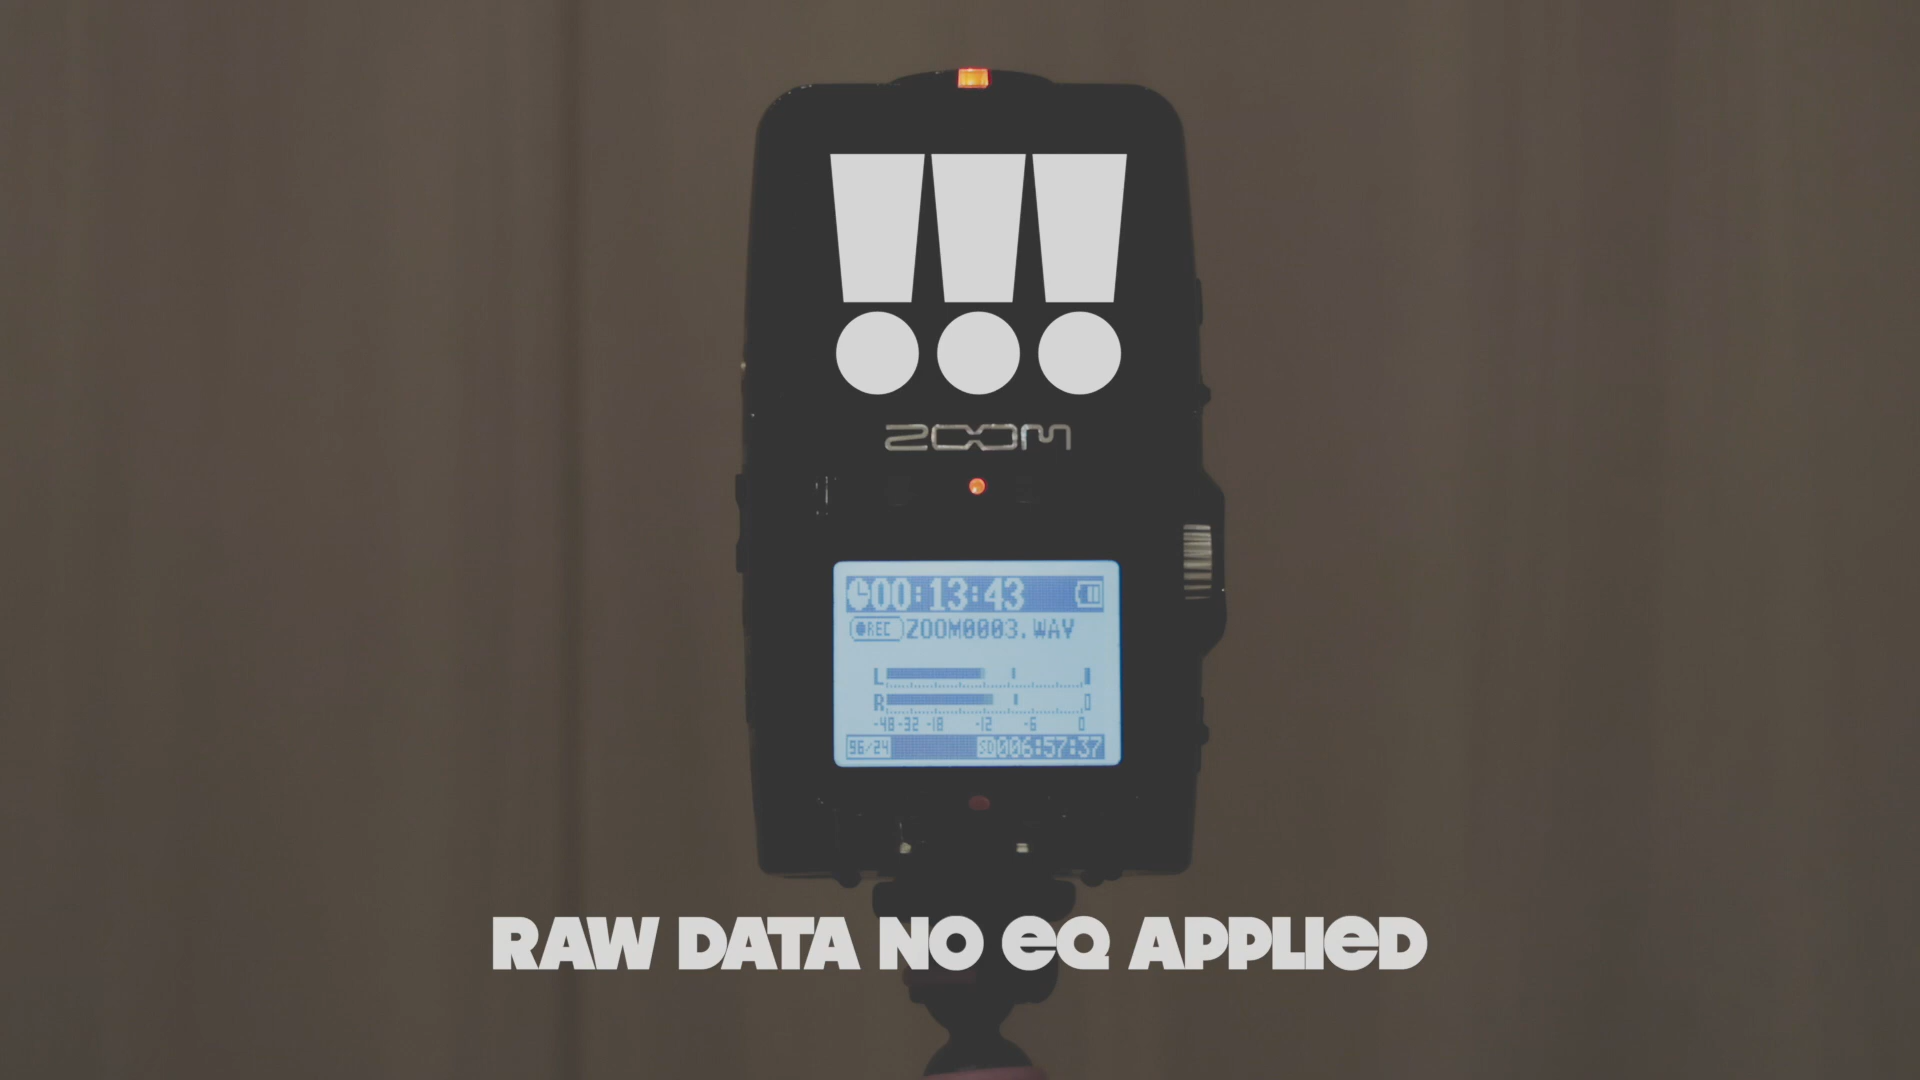 !!!
ZOOM
00:13:43
REC ZOOM0003.WAV
L
R
-48 -32 -18 -12 -6 0
96/24 SD 006:57:37
RAW DATA NO EQ APPLIED